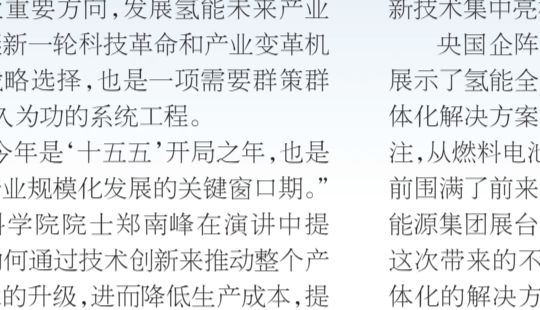 重要方向,发展氢能未来产业
新一轮科技革命和产业变革机
略选择,也是一项需要群策群
久为功的系统工程。
今年是‘十五五’开局之年,也是
业规模化发展的关键窗口期。”
学院院士郑南峰在演讲中提
何通过技术创新来推动整个产
的升级,进而降低生产成本,提
新技术集中亮
央国企阵
展示了氢能全
体化解决方案
注,从燃料电池
前围满了前来
能源集团展台
这次带来的不
体化的解决方